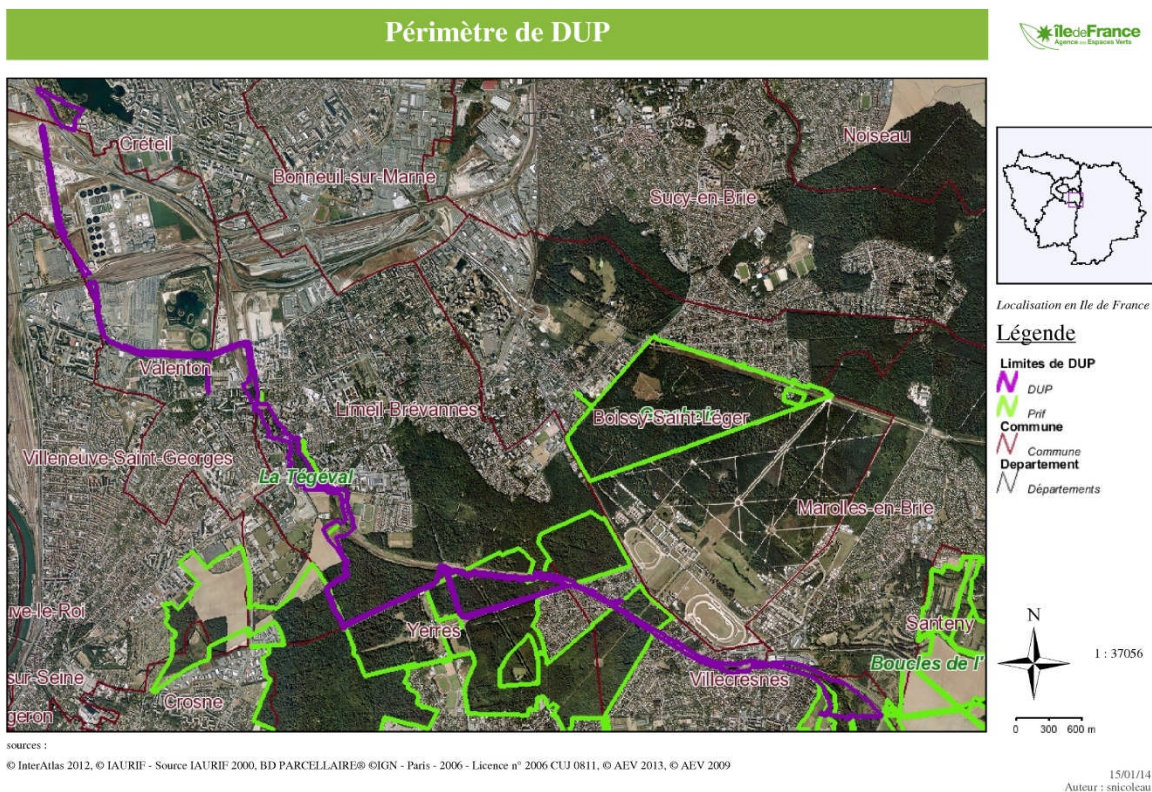 Périmètre de DUP
îledeFrance
Agence des Espaces Verts
Créteil
Bonneuil-sur-Marne
Noiseau
Sucy-en-Brie
Valenton
Limeil-Brévannes
Boissy-Saint-Léger
Villeneuve-Saint-Georges
La Tégéval
Marolles-en-Brie
uve-le-Roi
Yerres
Santeny
sur-Seine
Boucles de l'
Villecresnes
Crosne
geron
Localisation en Ile de France
Légende
Limites de DUP
DUP
Prif
Commune
Commune
Departement
Départements
N
1 : 37056
0 300 600 m
sources :
© InterAtlas 2012, © IAURIF - Source IAURIF 2000, BD PARCELLAIRE® ©IGN - Paris - 2006 - Licence n° 2006 CUJ 0811, © AEV 2013, © AEV 2009
15/01/14
Auteur : snicoleau